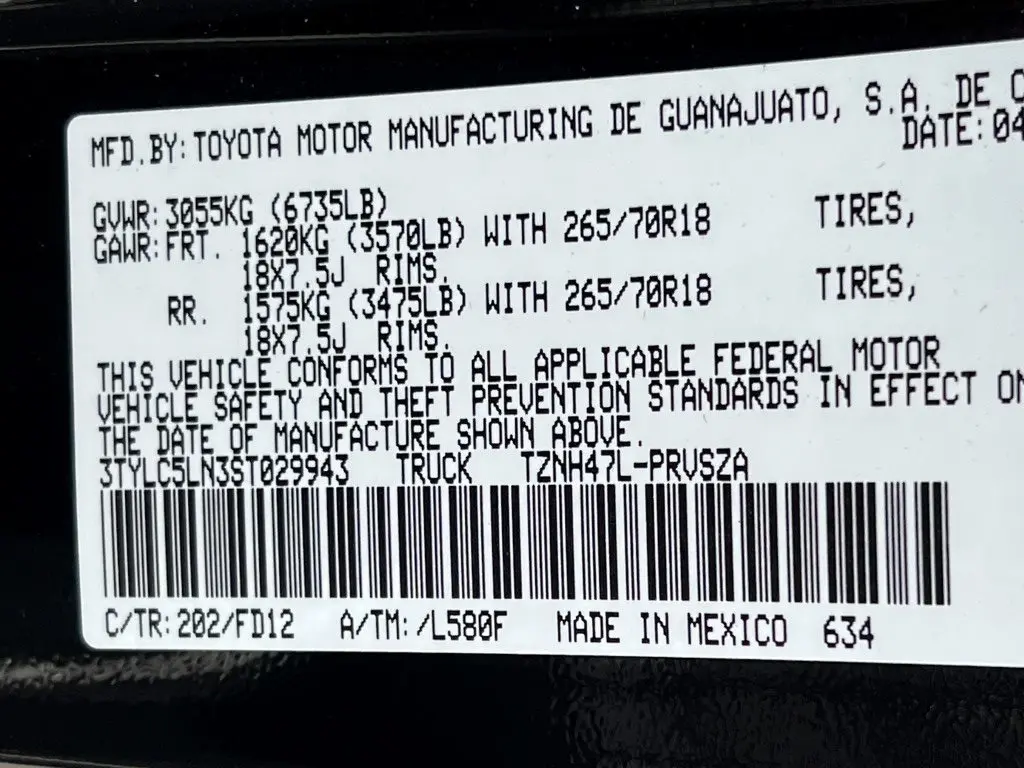 MFD.BY: TOYOTA MOTOR MANUFACTURING DE GUANAJUATO, S.A. DE C
DATE: 04
GVWR: 3055KG (6735LB)
GAWR: FRT. 1620KG (3570LB) WITH 265/70R18 TIRES,
18X7.5J RIMS.
RR. 1575KG (3475LB) WITH 265/70R18 TIRES,
18X7.5J RIMS.
THIS VEHICLE CONFORMS TO ALL APPLICABLE FEDERAL MOTOR
VEHICLE SAFETY AND THEFT PREVENTION STANDARDS IN EFFECT ON
THE DATE OF MANUFACTURE SHOWN ABOVE.
3TYLC5LN3ST029943 TRUCK TZNH47L-PRVSZA
C/TR: 202/FD12 A/TM: /L580F MADE IN MEXICO 634